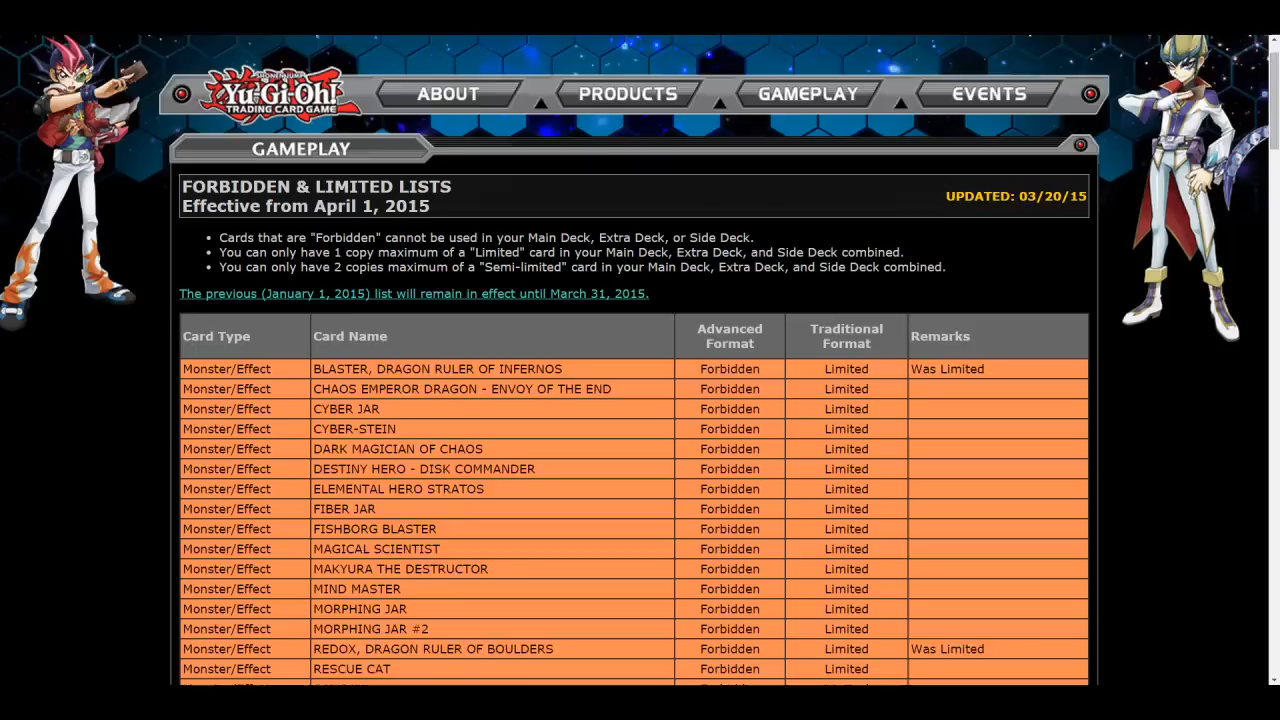 SHONEN JUMP
Yu-Gi-Oh!
TRADING CARD GAME
ABOUT
PRODUCTS
GAMEPLAY
EVENTS
GAMEPLAY
FORBIDDEN & LIMITED LISTS
Effective from April 1, 2015
UPDATED: 03/20/15
• Cards that are "Forbidden" cannot be used in your Main Deck, Extra Deck, or Side Deck.
• You can only have 1 copy maximum of a "Limited" card in your Main Deck, Extra Deck, and Side Deck combined.
• You can only have 2 copies maximum of a "Semi-limited" card in your Main Deck, Extra Deck, and Side Deck combined.
The previous (January 1, 2015) list will remain in effect until March 31, 2015.
Card Type Card Name Advanced Format Traditional Format Remarks
Monster/Effect BLASTER, DRAGON RULER OF INFERNOS Forbidden Limited Was Limited
Monster/Effect CHAOS EMPEROR DRAGON - ENVOY OF THE END Forbidden Limited
Monster/Effect CYBER JAR Forbidden Limited
Monster/Effect CYBER-STEIN Forbidden Limited
Monster/Effect DARK MAGICIAN OF CHAOS Forbidden Limited
Monster/Effect DESTINY HERO - DISK COMMANDER Forbidden Limited
Monster/Effect ELEMENTAL HERO STRATOS Forbidden Limited
Monster/Effect FIBER JAR Forbidden Limited
Monster/Effect FISHBORG BLASTER Forbidden Limited
Monster/Effect MAGICAL SCIENTIST Forbidden Limited
Monster/Effect MAKYURA THE DESTRUCTOR Forbidden Limited
Monster/Effect MIND MASTER Forbidden Limited
Monster/Effect MORPHING JAR Forbidden Limited
Monster/Effect MORPHING JAR #2 Forbidden Limited
Monster/Effect REDOX, DRAGON RULER OF BOULDERS Forbidden Limited Was Limited
Monster/Effect RESCUE CAT Forbidden Limited